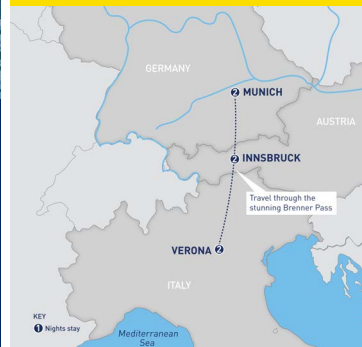 GERMANY
2 MUNICH
AUSTRIA
2 INNSBRUCK
Travel through the
stunning Brenner Pass
VERONA 2
ITALY
KEY
1 Nights stay
Mediterranean
Sea